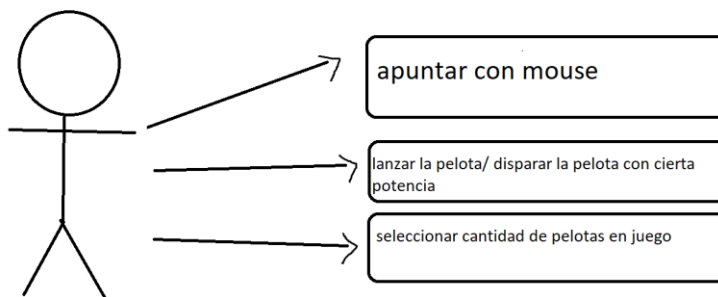 apuntar con mouse
lanzar la pelota/ disparar la pelota con cierta
potencia
seleccionar cantidad de pelotas en juego